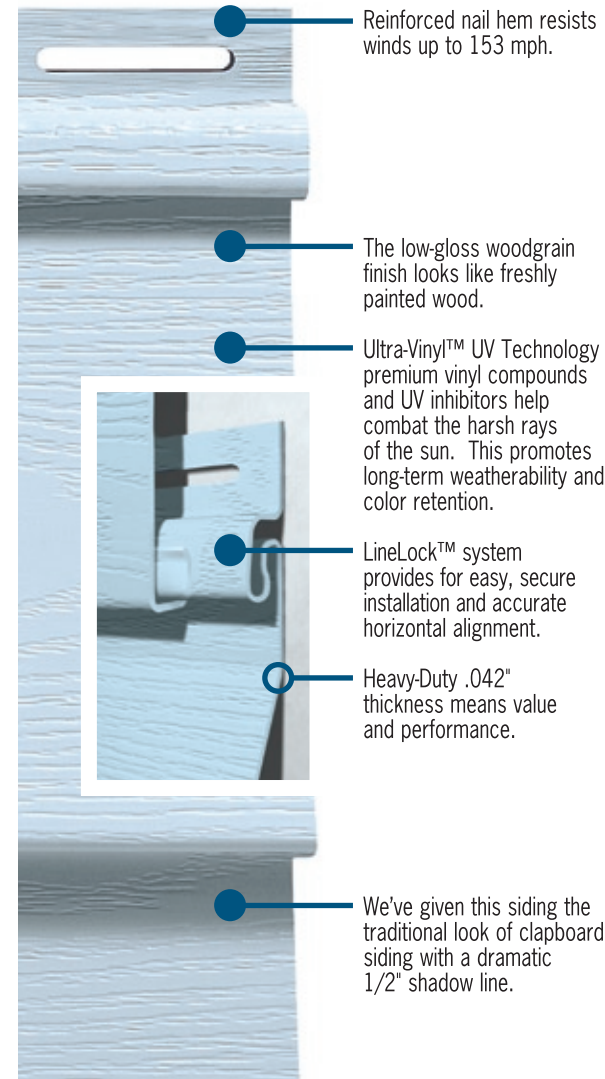 Reinforced nail hem resists
winds up to 153 mph.
The low-gloss woodgrain
finish looks like freshly
painted wood.
Ultra-Vinyl™ UV Technology
premium vinyl compounds
and UV inhibitors help
combat the harsh rays
of the sun.  This promotes
long-term weatherability and
color retention.
LineLock™ system
provides for easy, secure
installation and accurate
horizontal alignment.
Heavy-Duty .042"
thickness means value
and performance.
We've given this siding the
traditional look of clapboard
siding with a dramatic
1/2" shadow line.